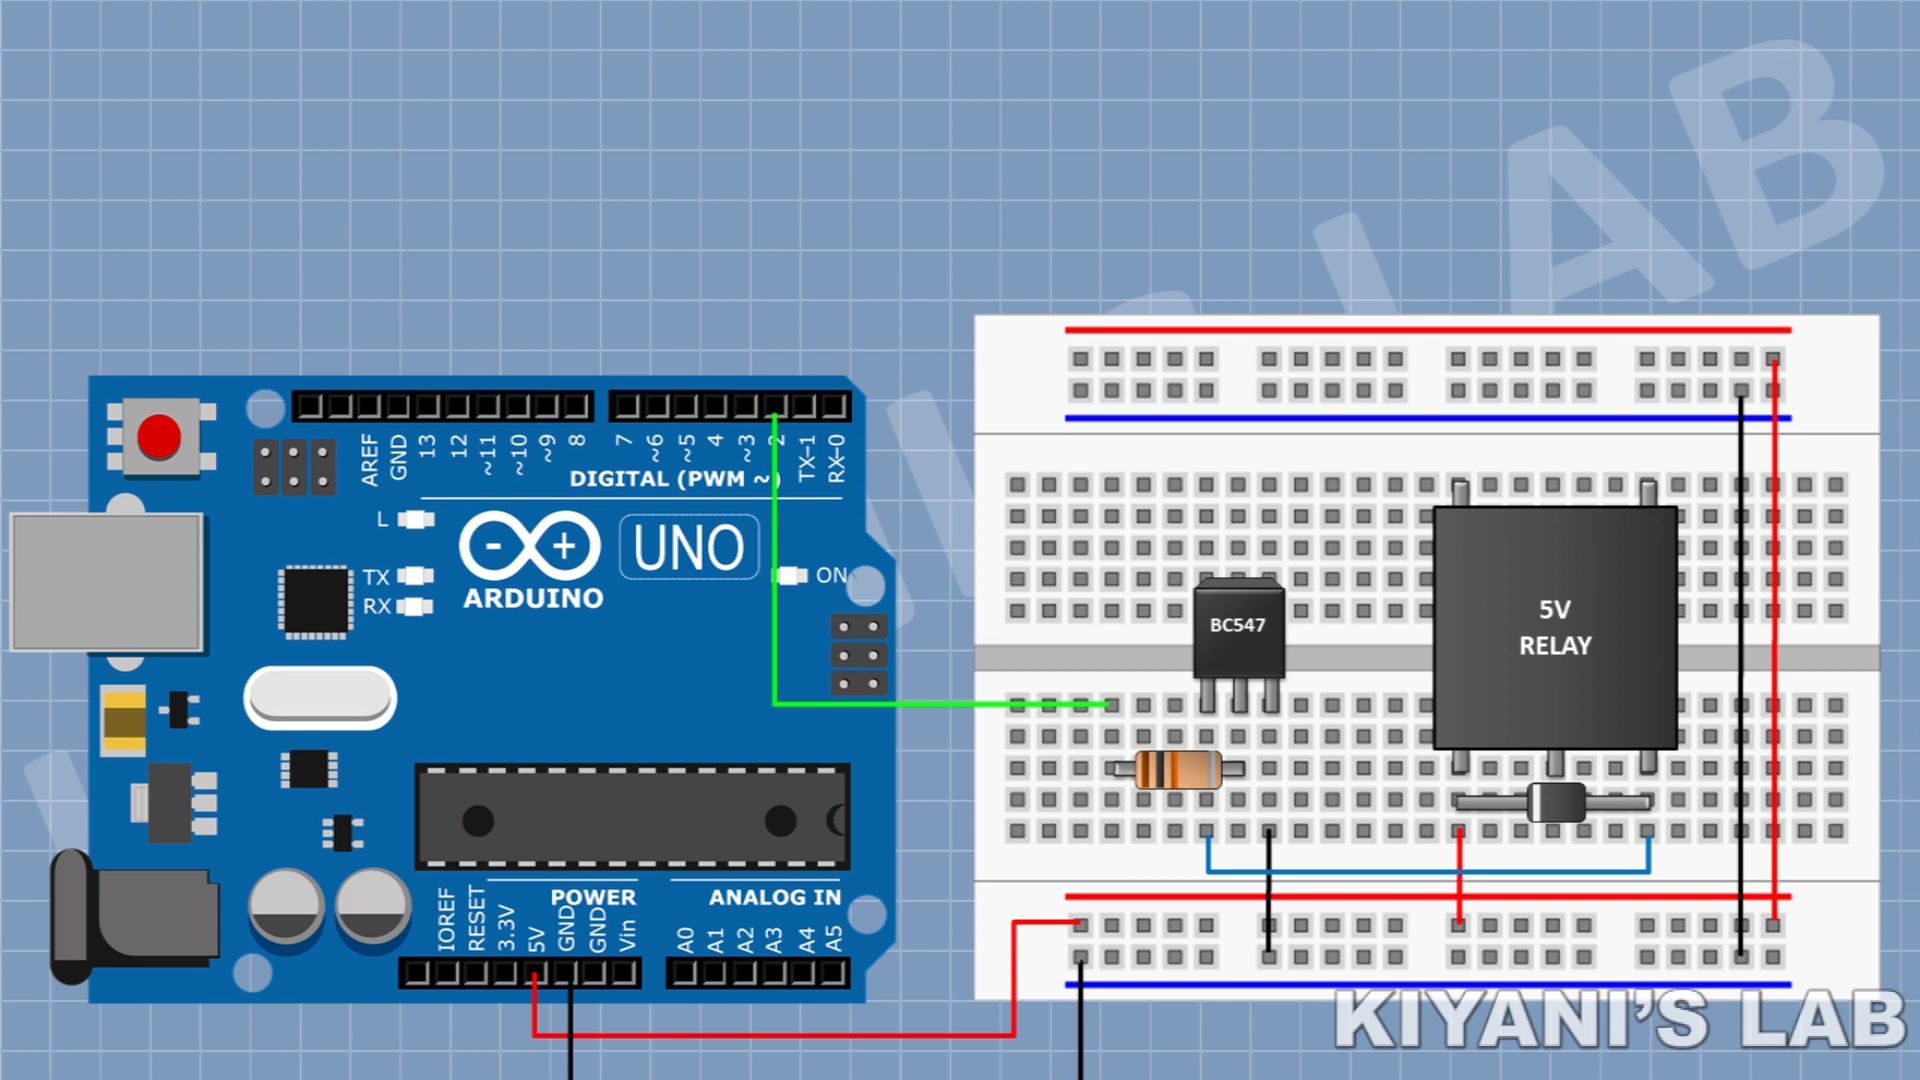 AREF
GND
13
12
~11
~10
~9
8
7
~6
~5
4
~3
2
TX→1
RX←0
DIGITAL (PWM ~)
L
TX
RX
UNO
ON
ARDUINO
BC547
5V
RELAY
POWER
ANALOG IN
IOREF
RESET
3.3V
5V
GND
GND
Vin
A0
A1
A2
A3
A4
A5
KIYANI'S LAB
LAB